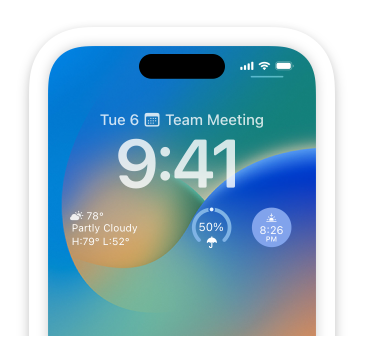 Tue 6 Team Meeting
9:41
78°
Partly Cloudy
H:79° L:52°
50%
8:26
PM